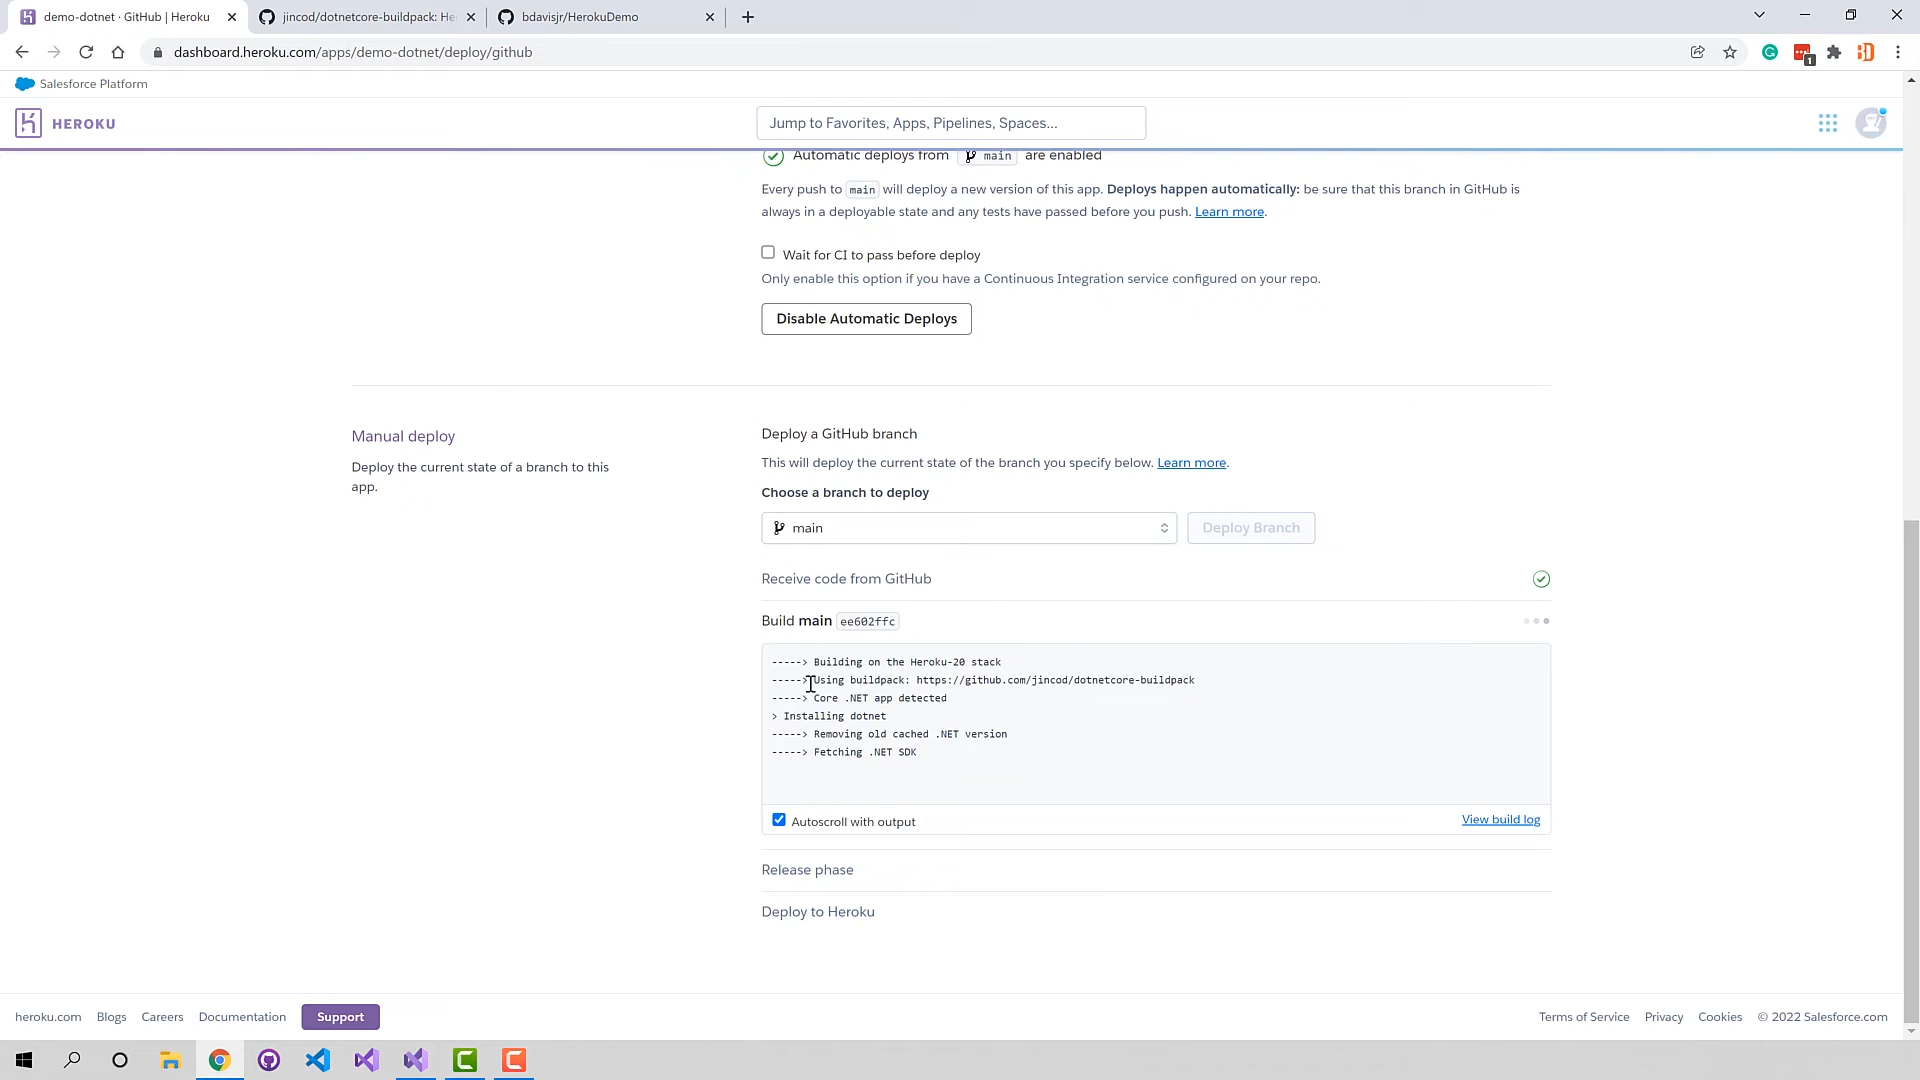 demo-dotnet · GitHub | Heroku
jincod/dotnetcore-buildpack: He
bdavisjr/HerokuDemo
dashboard.heroku.com/apps/demo-dotnet/deploy/github
1
Salesforce Platform
HEROKU
Jump to Favorites, Apps, Pipelines, Spaces...
Automatic deploys from main are enabled
Every push to main will deploy a new version of this app. Deploys happen automatically: be sure that this branch in GitHub is
always in a deployable state and any tests have passed before you push. Learn more.
Wait for CI to pass before deploy
Only enable this option if you have a Continuous Integration service configured on your repo.
Disable Automatic Deploys
Manual deploy
Deploy the current state of a branch to this
app.
Deploy a GitHub branch
This will deploy the current state of the branch you specify below. Learn more.
Choose a branch to deploy
main
Deploy Branch
Receive code from GitHub
Build main ee602ffc
-----> Building on the Heroku-20 stack
-----> Using buildpack: https://github.com/jincod/dotnetcore-buildpack
-----> Core .NET app detected
> Installing dotnet
-----> Removing old cached .NET version
-----> Fetching .NET SDK
Autoscroll with output
View build log
Release phase
Deploy to Heroku
heroku.com Blogs Careers Documentation Support
Terms of Service Privacy Cookies © 2022 Salesforce.com